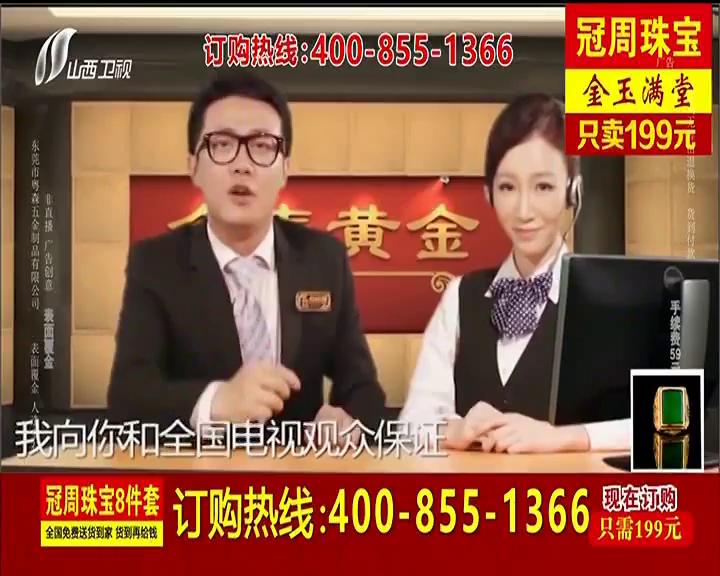 山西卫视
订购热线:400-855-1366
冠周珠宝
广告
金玉满堂
只卖199元
东莞市粤森五金制品有限公司
非直播 广告创意 表面覆金
表面覆金 人
退换货 货到付款
黄金
手续费59元
我向你和全国电视观众保证
冠周珠宝8件套
全国免费送货到家 货到再给钱
订购热线:400-855-1366
现在订购
只需199元